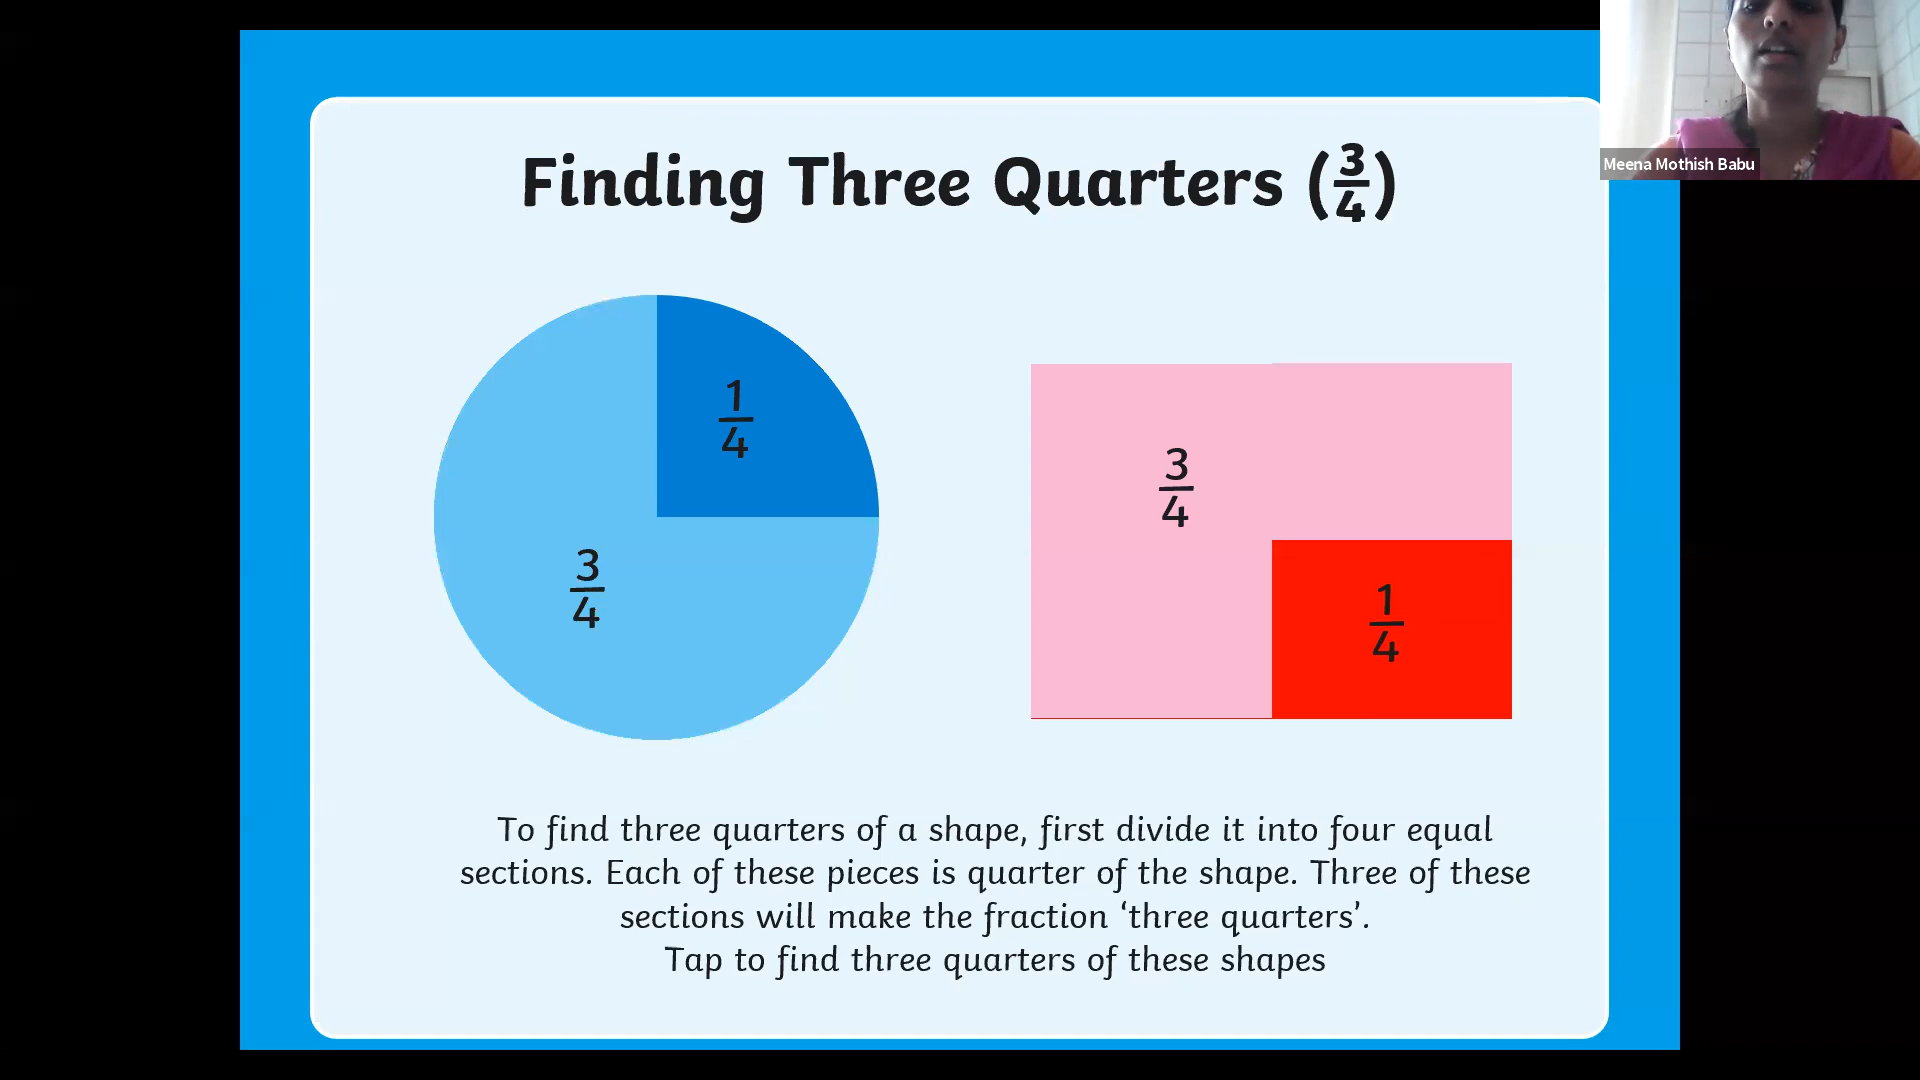 Finding Three Quarters (3/4)
Meena Mothish Babu
1/4
3/4
3/4
1/4
To find three quarters of a shape, first divide it into four equal
sections. Each of these pieces is quarter of the shape. Three of these
sections will make the fraction ‘three quarters’.
Tap to find three quarters of these shapes